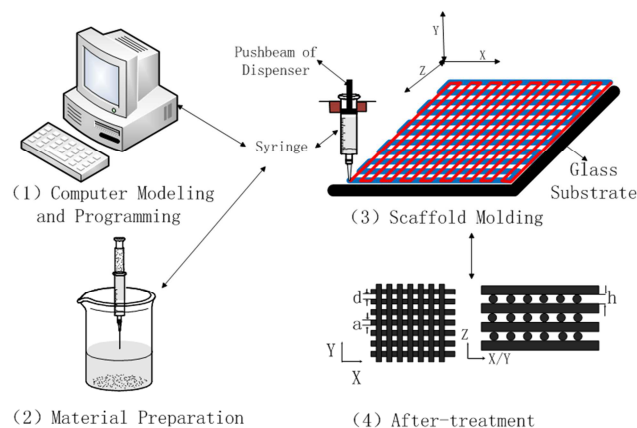 Pushbeam of
Dispenser
Syringe
（1）Computer Modeling
and Programming
Y
X
Z
Glass
Substrate
（3）Scaffold Molding
（2）Material Preparation
d
a
Y
X
h
Z
X/Y
（4）After-treatment